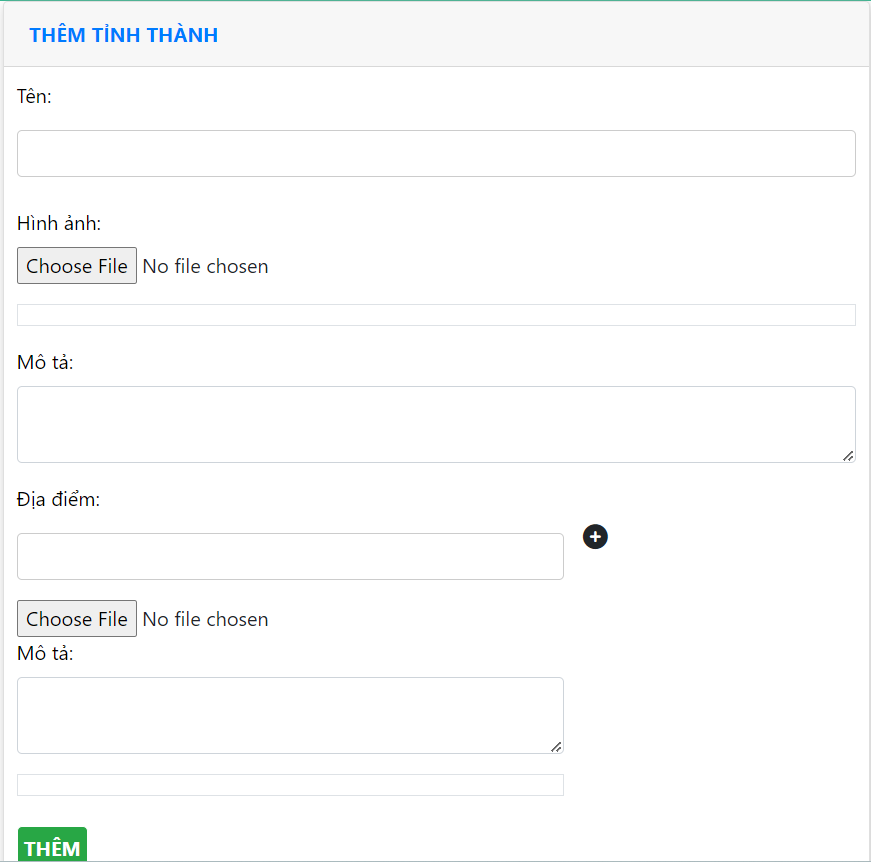 THÊM TỈNH THÀNH
Tên:
Hình ảnh:
Choose File No file chosen
Mô tả:
Địa điểm:
Choose File No file chosen
Mô tả:
THÊM